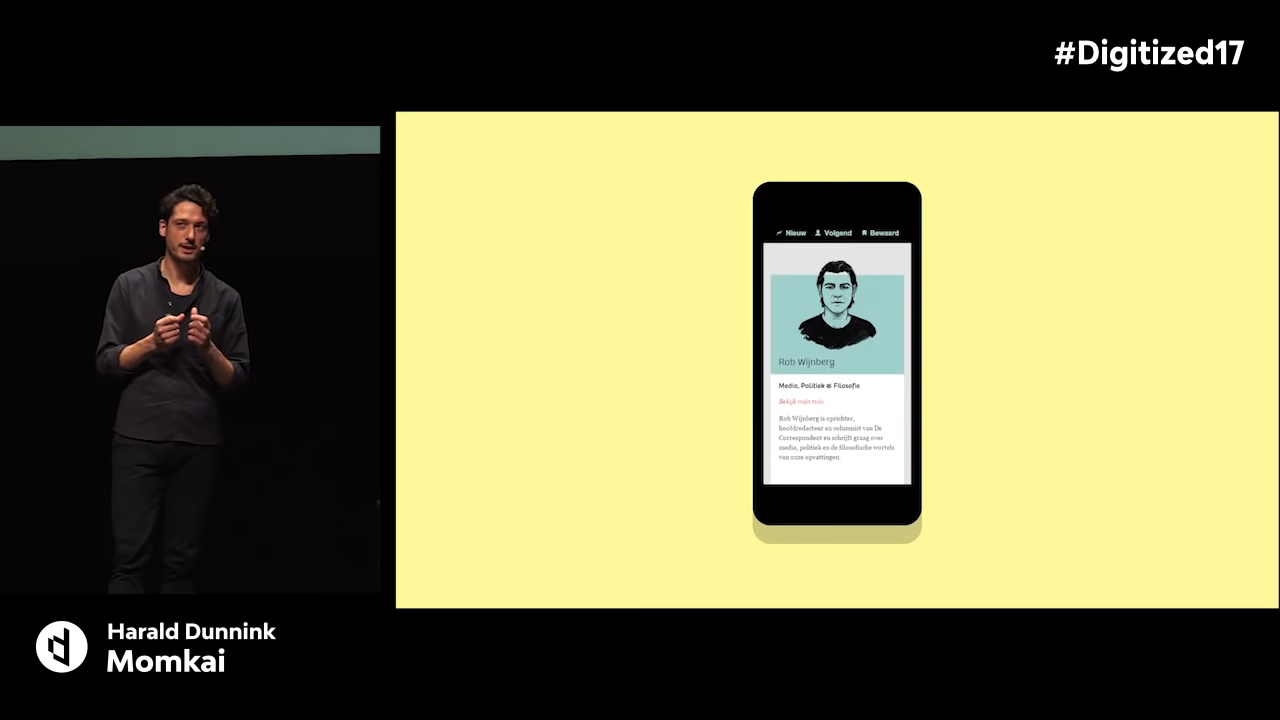 #Digitized17
Nieuw Volgend Bewaard
Rob Wijnberg
Media, Politiek & Filosofie
Bekijk mijn tuin
Rob Wijnberg is oprichter,
hoofdredacteur en columnist van De
Correspondent en schrijft graag over
media, politiek en de filosofische wortels
van onze opvattingen.
Harald Dunnink
Momkai